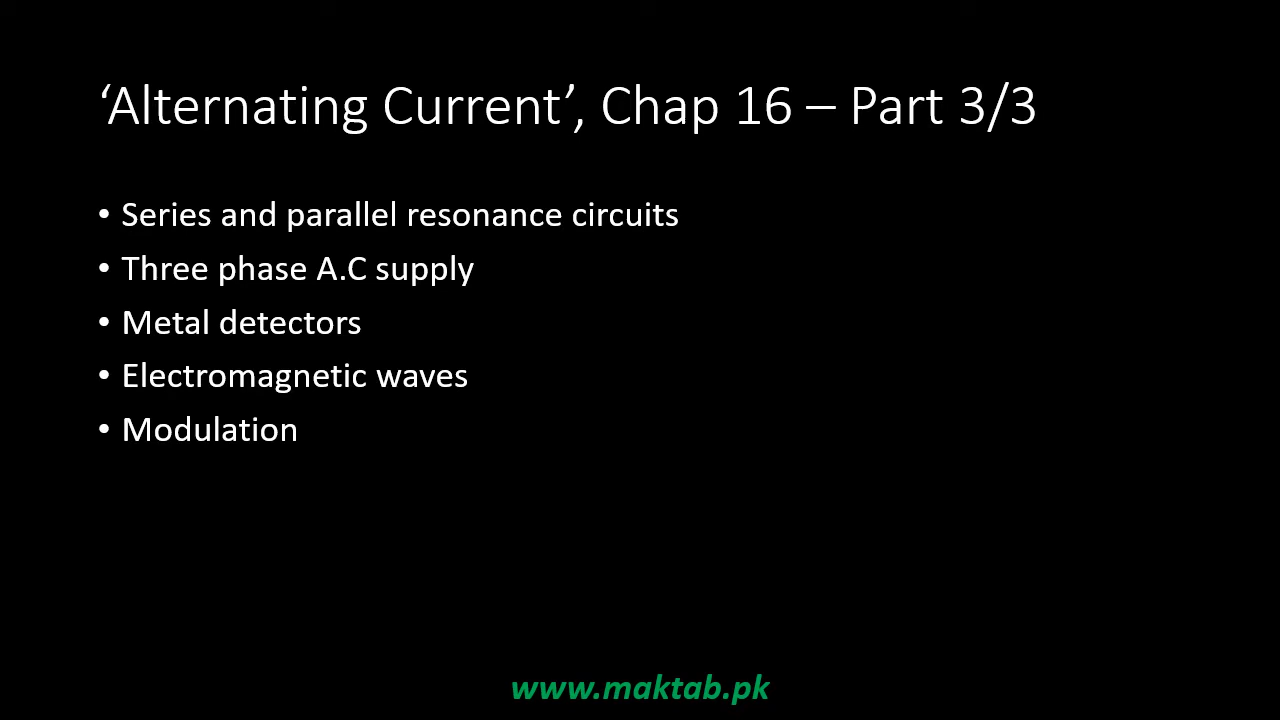 ‘Alternating Current’, Chap 16 – Part 3/3
• Series and parallel resonance circuits
• Three phase A.C supply
• Metal detectors
• Electromagnetic waves
• Modulation
www.maktab.pk